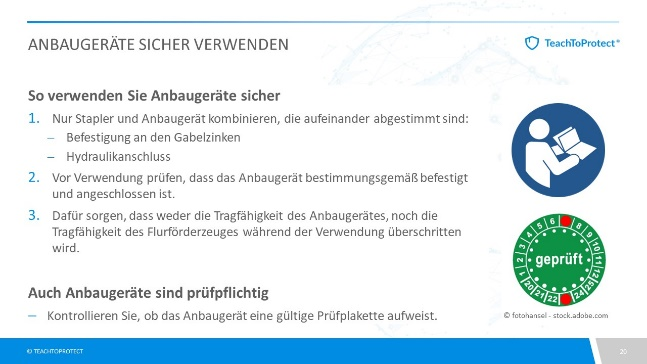 ANBAUGERÄTE SICHER VERWENDEN
TeachToProtect®
So verwenden Sie Anbaugeräte sicher
1. Nur Stapler und Anbaugerät kombinieren, die aufeinander abgestimmt sind:
– Befestigung an den Gabelzinken
– Hydraulikanschluss
2. Vor Verwendung prüfen, dass das Anbaugerät bestimmungsgemäß befestigt
und angeschlossen ist.
3. Dafür sorgen, dass weder die Tragfähigkeit des Anbaugerätes, noch die
Tragfähigkeit des Flurförderzeuges während der Verwendung überschritten
wird.
geprüft
1 2 3 4 5 6 8 9 10 11 12
20 21 22 24 25
Auch Anbaugeräte sind prüfpflichtig
– Kontrollieren Sie, ob das Anbaugerät eine gültige Prüfplakette aufweist.
© fotohansel - stock.adobe.com
© TEACHTOPROTECT
20